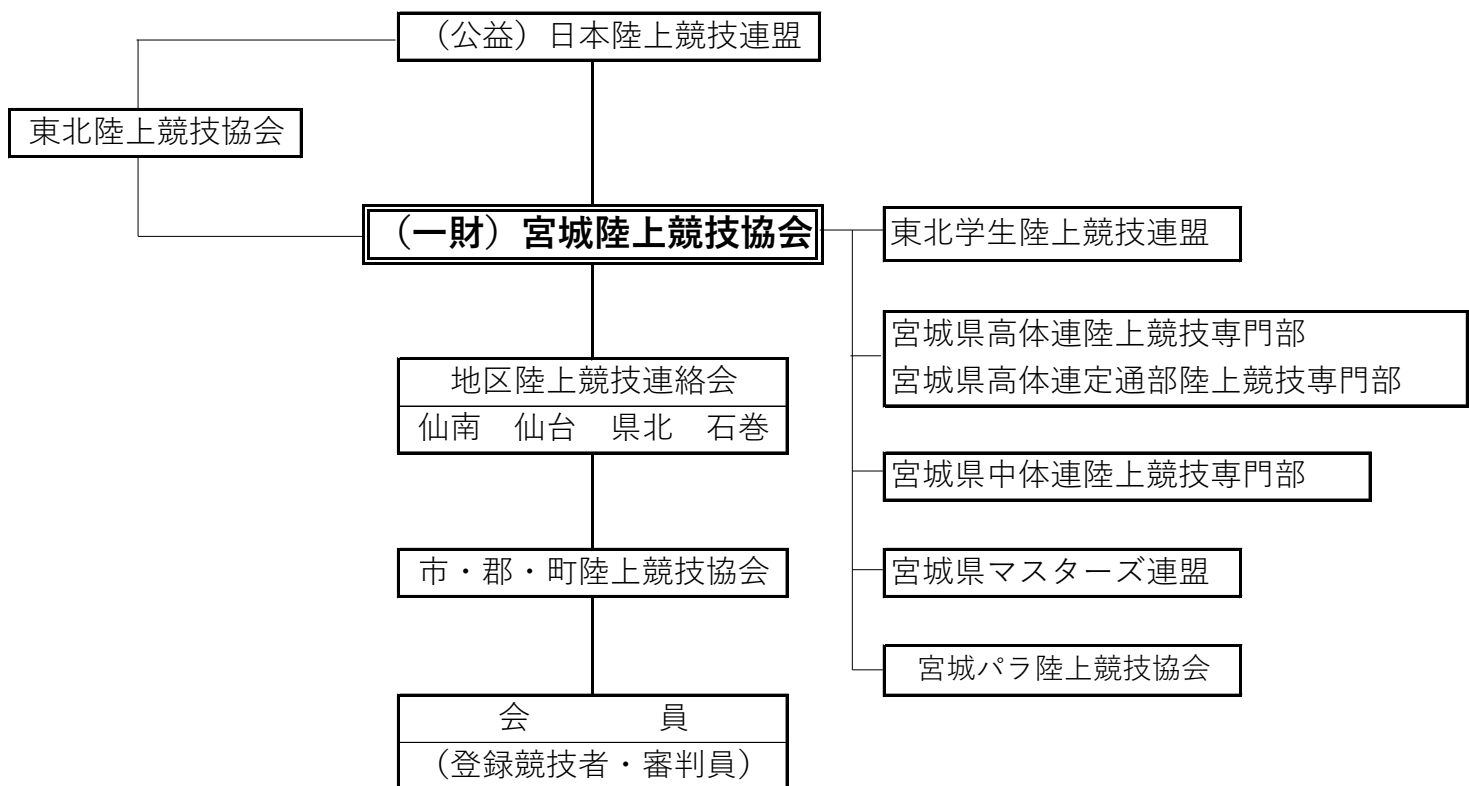 （公益）日本陸上競技連盟
東北陸上競技協会
（一財）宮城陸上競技協会
東北学生陸上競技連盟
宮城県高体連陸上競技専門部
宮城県高体連定通部陸上競技専門部
地区陸上競技連絡会
仙南　仙台　県北　石巻
宮城県中体連陸上競技専門部
市・郡・町陸上競技協会
宮城県マスターズ連盟
宮城パラ陸上競技協会
会　　　　員
（登録競技者・審判員）